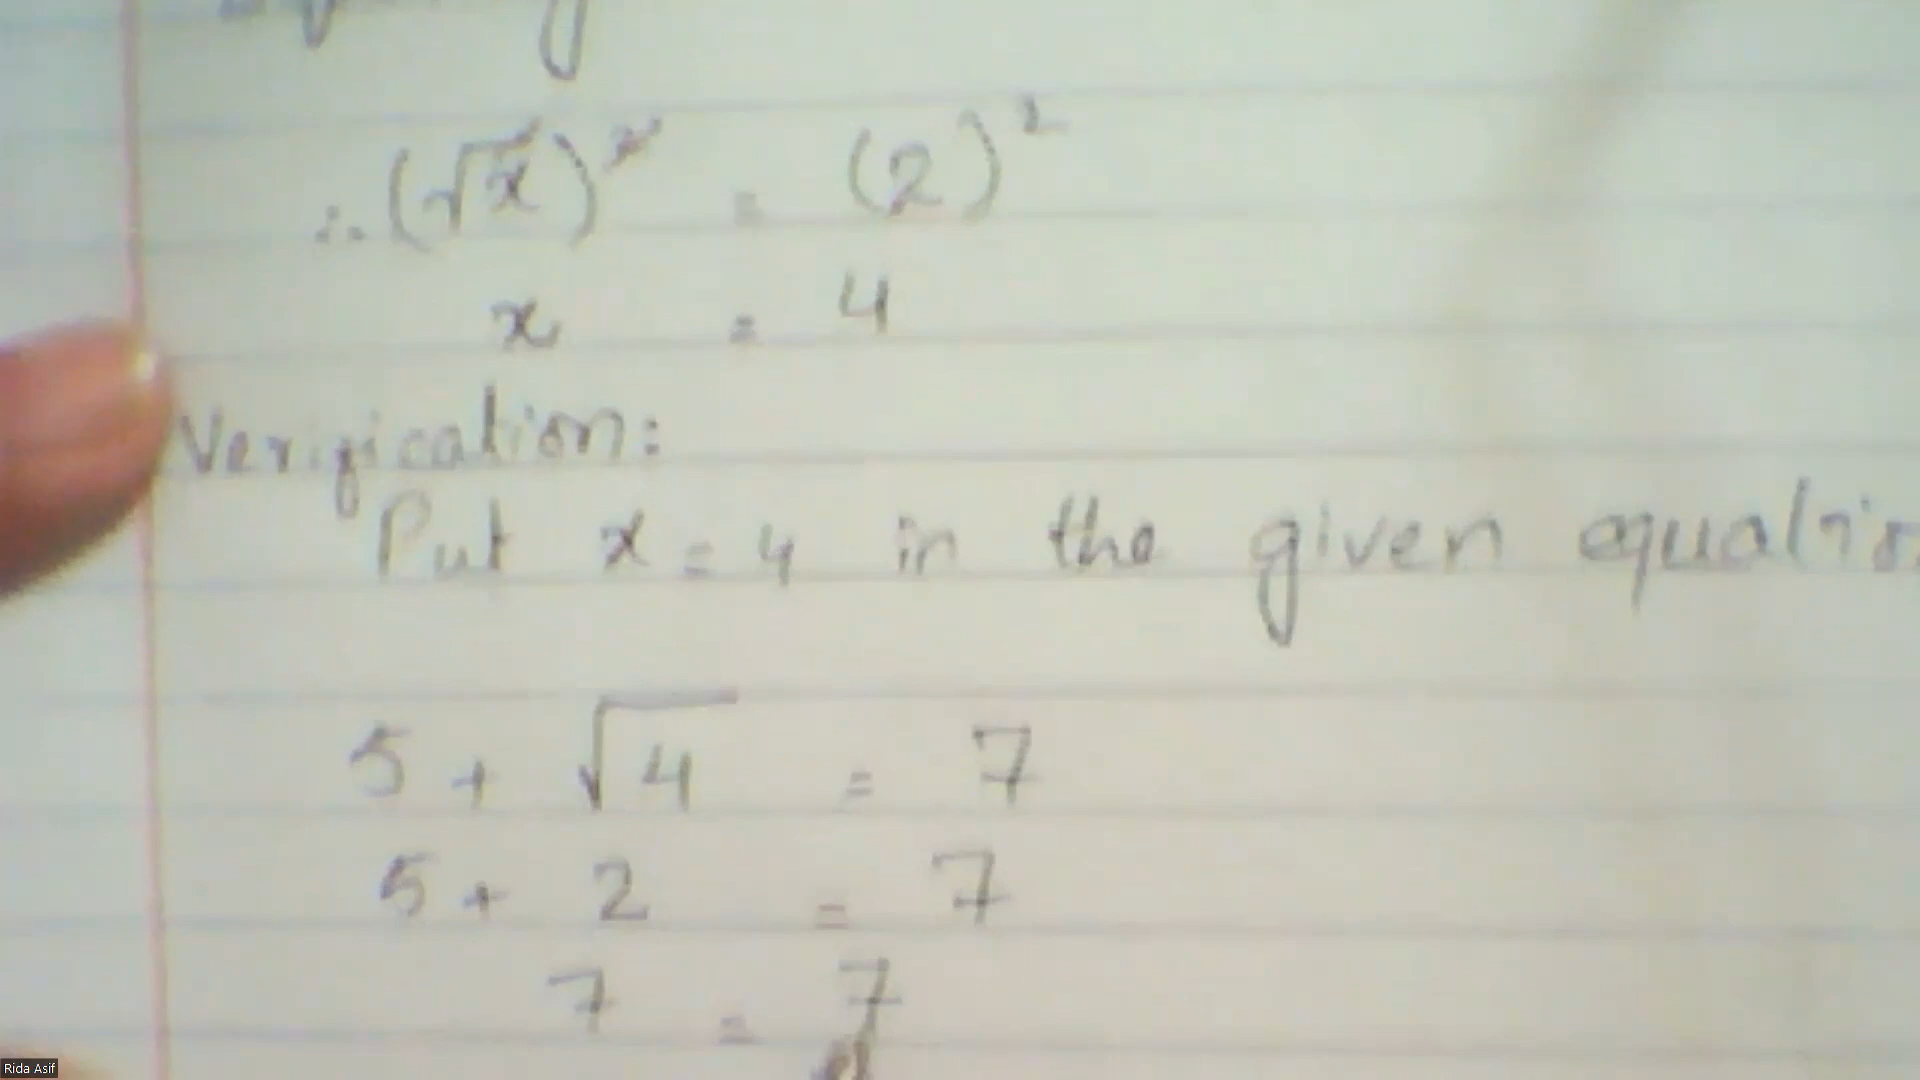 ∴ (√x)² = (2)²
x = 4
Verification:
Put x = 4 in the given
5 + √4 = 7
5 + 2 = 7
7 = 7
Rida Asif